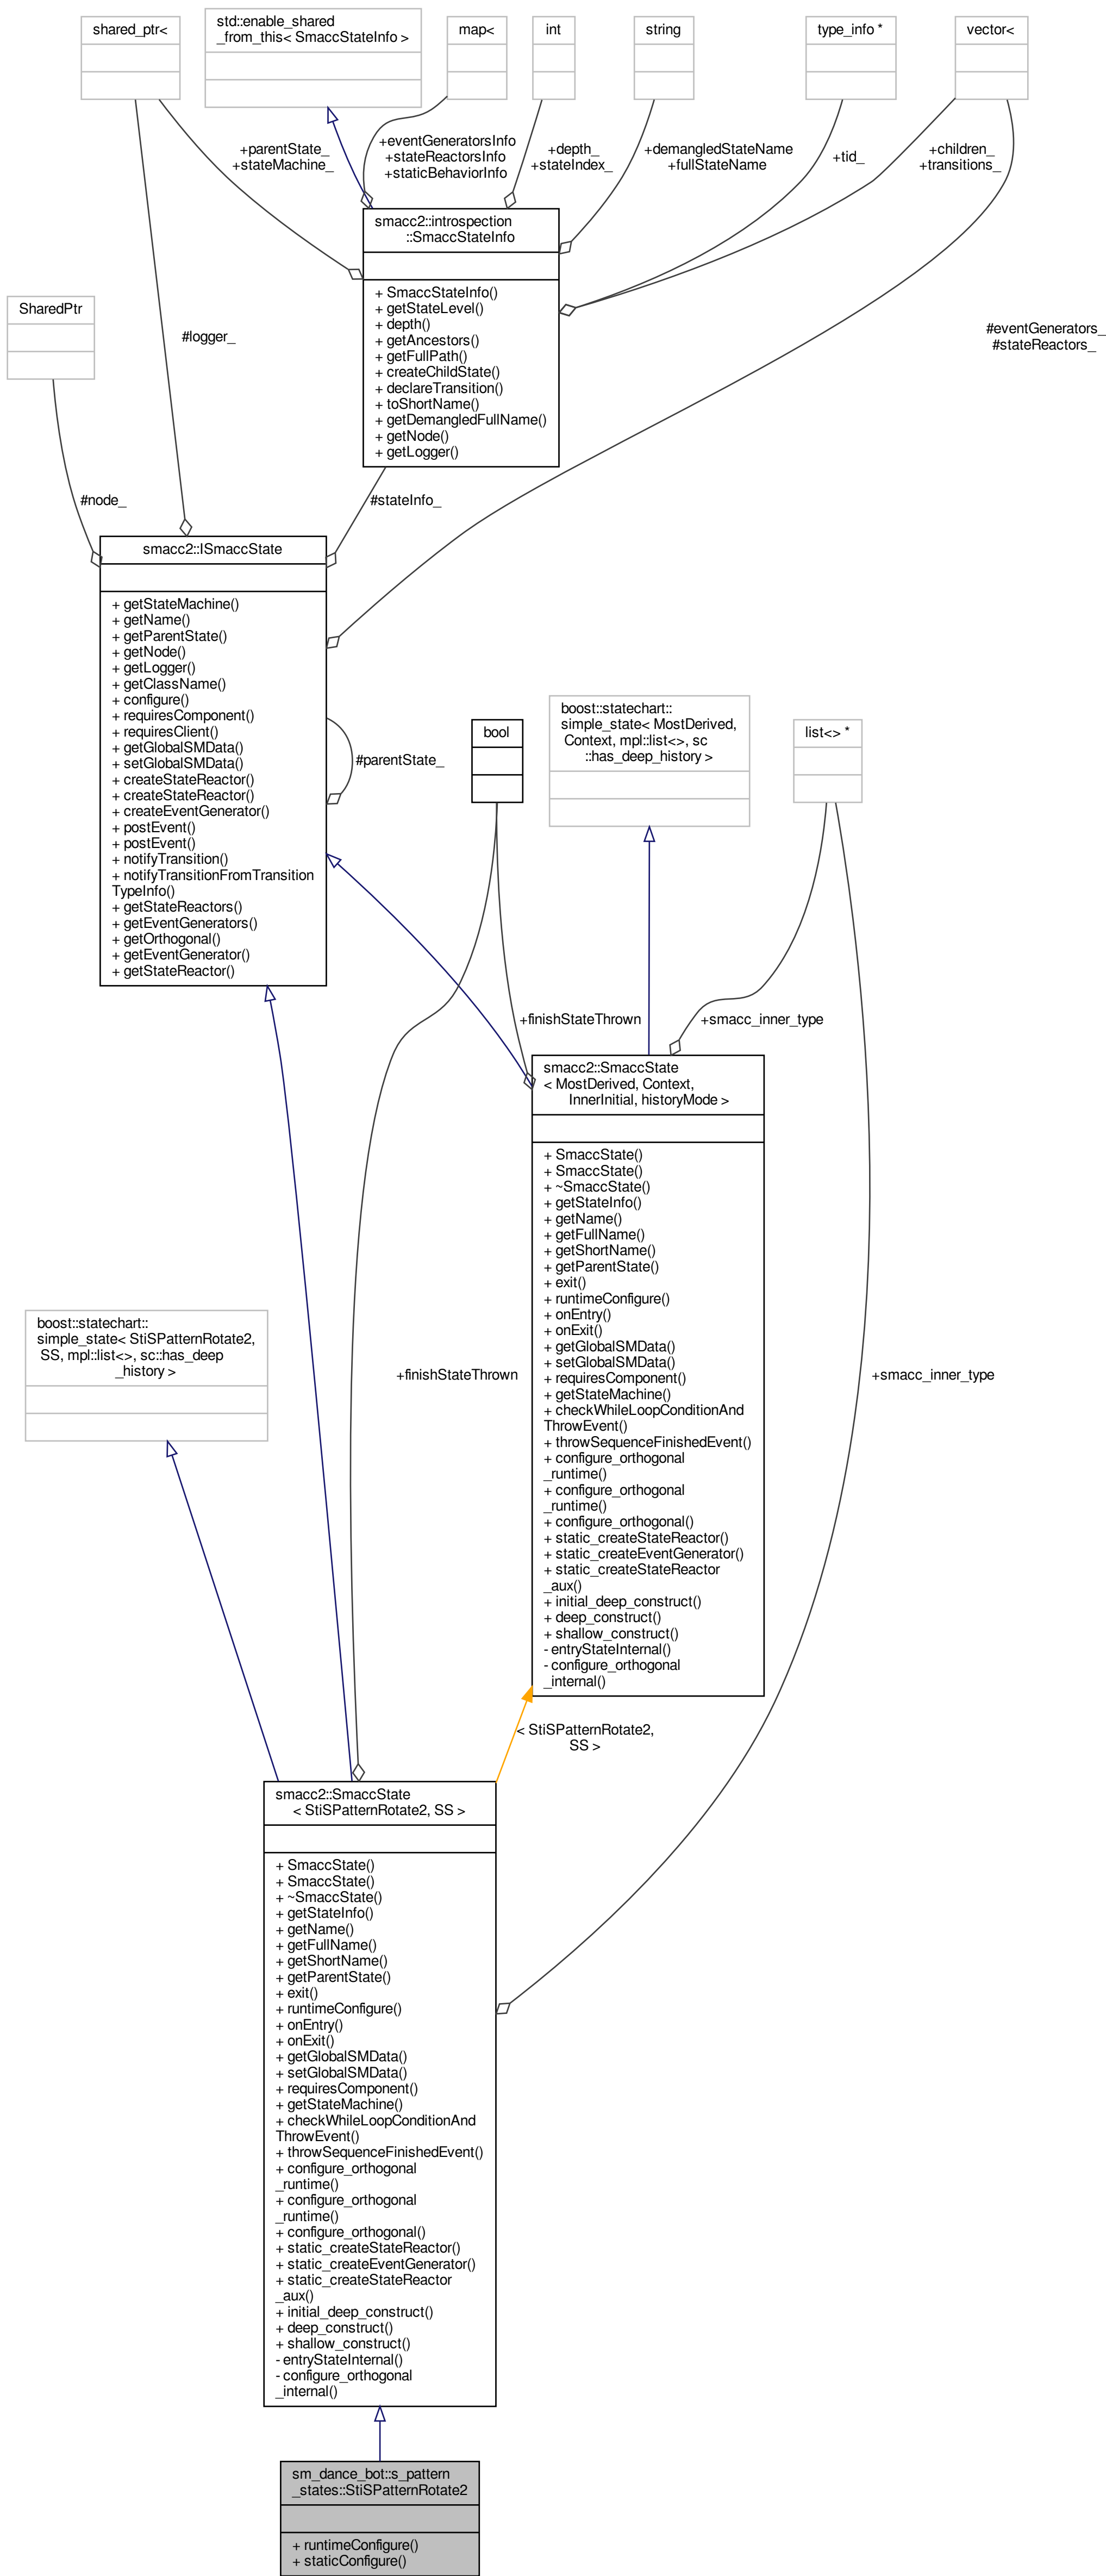 shared_ptr<
std::enable_shared
_from_this< SmaccStateInfo >
map<
int
string
type_info *
vector<
+parentState_
+stateMachine_
+eventGeneratorsInfo
+stateReactorsInfo
+staticBehaviorInfo
+depth_
+stateIndex_
+demangledStateName
+fullStateName
+tid_
+children_
+transitions_
smacc2::introspection
::SmaccStateInfo
+ SmaccStateInfo()
+ getStateLevel()
+ depth()
+ getAncestors()
+ getFullPath()
+ createChildState()
+ declareTransition()
+ toShortName()
+ getDemangledFullName()
+ getNode()
+ getLogger()
SharedPtr
#logger_
#eventGenerators_
#stateReactors_
#node_
#stateInfo_
smacc2::ISmaccState
+ getStateMachine()
+ getName()
+ getParentState()
+ getNode()
+ getLogger()
+ getClassName()
+ configure()
+ requiresComponent()
+ requiresClient()
+ getGlobalSMData()
+ setGlobalSMData()
+ createStateReactor()
+ createStateReactor()
+ createEventGenerator()
+ postEvent()
+ postEvent()
+ notifyTransition()
+ notifyTransitionFromTransition
TypeInfo()
+ getStateReactors()
+ getEventGenerators()
+ getOrthogonal()
+ getEventGenerator()
+ getStateReactor()
#parentState_
bool
boost::statechart::
simple_state< MostDerived,
Context, mpl::list<>, sc
::has_deep_history >
list<> *
+finishStateThrown
+smacc_inner_type
smacc2::SmaccState
< MostDerived, Context,
InnerInitial, historyMode >
+ SmaccState()
+ SmaccState()
+ ~SmaccState()
+ getStateInfo()
+ getName()
+ getFullName()
+ getShortName()
+ getParentState()
+ exit()
+ runtimeConfigure()
+ onEntry()
+ onExit()
+ getGlobalSMData()
+ setGlobalSMData()
+ requiresComponent()
+ getStateMachine()
+ checkWhileLoopConditionAnd
ThrowEvent()
+ throwSequenceFinishedEvent()
+ configure_orthogonal
_runtime()
+ configure_orthogonal
_runtime()
+ configure_orthogonal()
+ static_createStateReactor()
+ static_createEventGenerator()
+ static_createStateReactor
_aux()
+ initial_deep_construct()
+ deep_construct()
+ shallow_construct()
- entryStateInternal()
- configure_orthogonal
_internal()
boost::statechart::
simple_state< StiSPatternRotate2,
SS, mpl::list<>, sc::has_deep
_history >
+finishStateThrown
+smacc_inner_type
< StiSPatternRotate2,
SS >
smacc2::SmaccState
< StiSPatternRotate2, SS >
+ SmaccState()
+ SmaccState()
+ ~SmaccState()
+ getStateInfo()
+ getName()
+ getFullName()
+ getShortName()
+ getParentState()
+ exit()
+ runtimeConfigure()
+ onEntry()
+ onExit()
+ getGlobalSMData()
+ setGlobalSMData()
+ requiresComponent()
+ getStateMachine()
+ checkWhileLoopConditionAnd
ThrowEvent()
+ throwSequenceFinishedEvent()
+ configure_orthogonal
_runtime()
+ configure_orthogonal
_runtime()
+ configure_orthogonal()
+ static_createStateReactor()
+ static_createEventGenerator()
+ static_createStateReactor
_aux()
+ initial_deep_construct()
+ deep_construct()
+ shallow_construct()
- entryStateInternal()
- configure_orthogonal
_internal()
sm_dance_bot::s_pattern
_states::StiSPatternRotate2
+ runtimeConfigure()
+ staticConfigure()